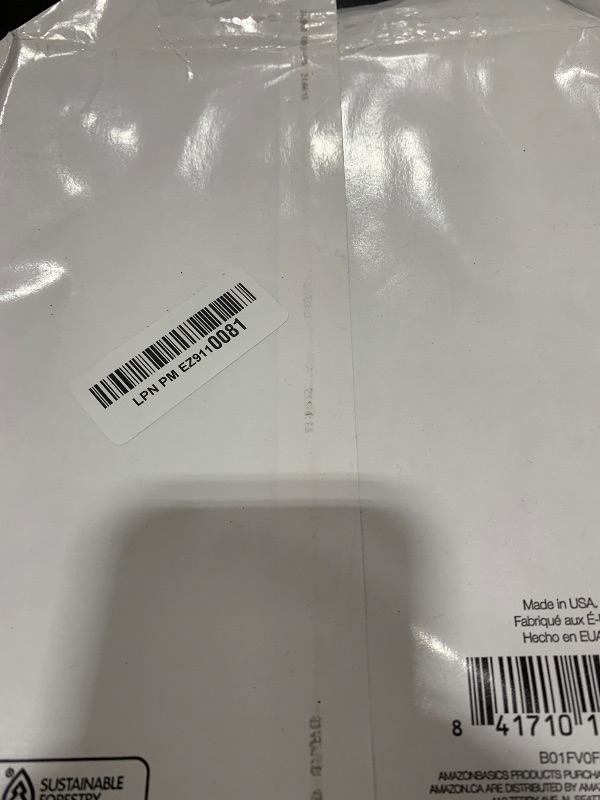 LPN PM EZ9110081
Made in USA,
Fabriqué aux É-
Hecho en EUA
8 41710 1
B01FV0F
AMAZONBASICS PRODUCTS PURCHA
AMAZON.CA ARE DISTRIBUTED BY AMA
SUSTAINABLE
FORESTRY